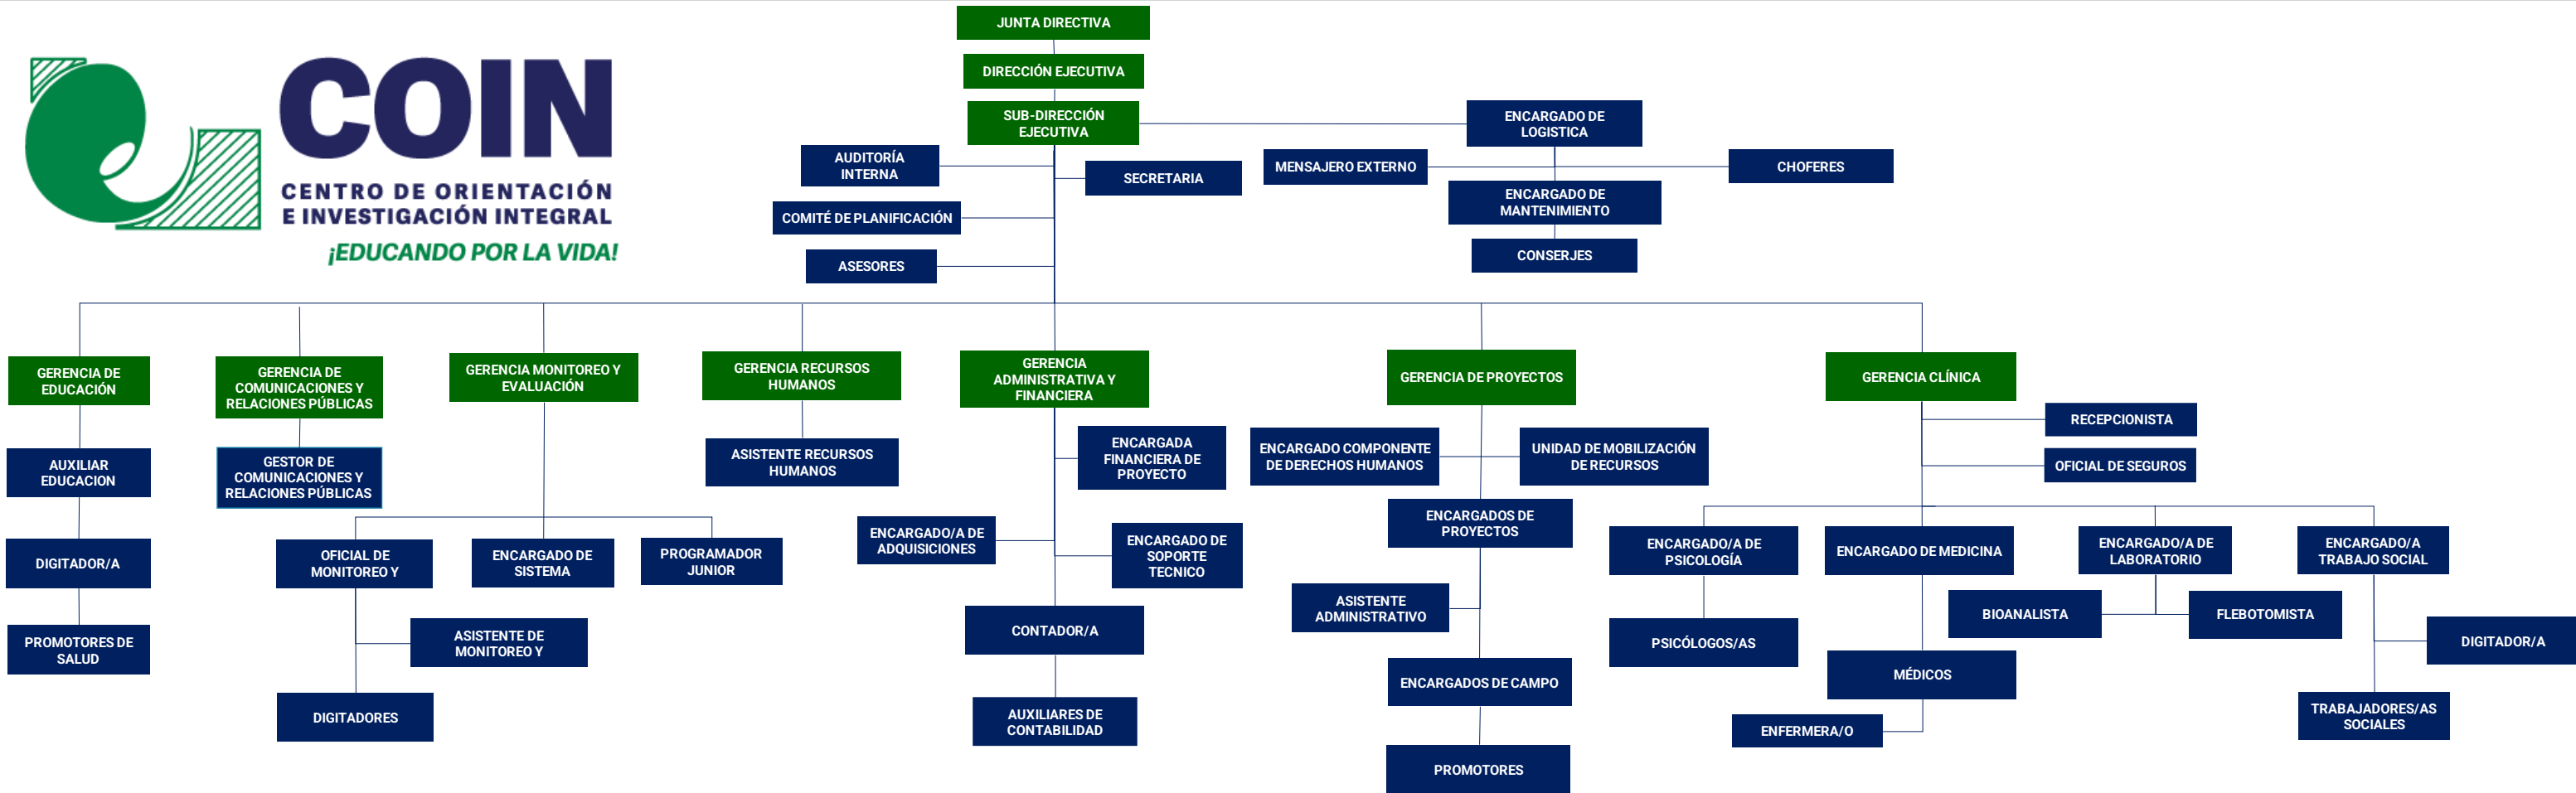 JUNTA DIRECTIVA
DIRECCIÓN EJECUTIVA
SUB-DIRECCIÓN
EJECUTIVA
COIN
CENTRO DE ORIENTACIÓN
E INVESTIGACIÓN INTEGRAL
¡EDUCANDO POR LA VIDA!
AUDITORÍA
INTERNA
SECRETARIA
COMITÉ DE PLANIFICACIÓN
ASESORES
ENCARGADO DE
LOGISTICA
MENSAJERO EXTERNO
CHOFERES
ENCARGADO DE
MANTENIMIENTO
CONSERJES
GERENCIA DE
EDUCACIÓN
AUXILIAR
EDUCACION
DIGITADOR/A
PROMOTORES DE
SALUD
GERENCIA DE
COMUNICACIONES Y
RELACIONES PÚBLICAS
GESTOR DE
COMUNICACIONES Y
RELACIONES PÚBLICAS
GERENCIA MONITOREO Y
EVALUACIÓN
OFICIAL DE
MONITOREO Y
ENCARGADO DE
SISTEMA
PROGRAMADOR
JUNIOR
ASISTENTE DE
MONITOREO Y
DIGITADORES
GERENCIA RECURSOS
HUMANOS
ASISTENTE RECURSOS
HUMANOS
GERENCIA
ADMINISTRATIVA Y
FINANCIERA
ENCARGADA
FINANCIERA DE
PROYECTO
ENCARGADO/A DE
ADQUISICIONES
ENCARGADO DE
SOPORTE
TECNICO
CONTADOR/A
AUXILIARES DE
CONTABILIDAD
GERENCIA DE PROYECTOS
ENCARGADO COMPONENTE
DE DERECHOS HUMANOS
UNIDAD DE MOBILIZACIÓN
DE RECURSOS
ENCARGADOS DE
PROYECTOS
ASISTENTE
ADMINISTRATIVO
ENCARGADOS DE CAMPO
PROMOTORES
GERENCIA CLÍNICA
RECEPCIONISTA
OFICIAL DE SEGUROS
ENCARGADO/A DE
PSICOLOGÍA
PSICÓLOGOS/AS
ENCARGADO DE MEDICINA
MÉDICOS
ENFERMERA/O
ENCARGADO/A DE
LABORATORIO
BIOANALISTA
FLEBOTOMISTA
ENCARGADO/A
TRABAJO SOCIAL
DIGITADOR/A
TRABAJADORES/AS
SOCIALES